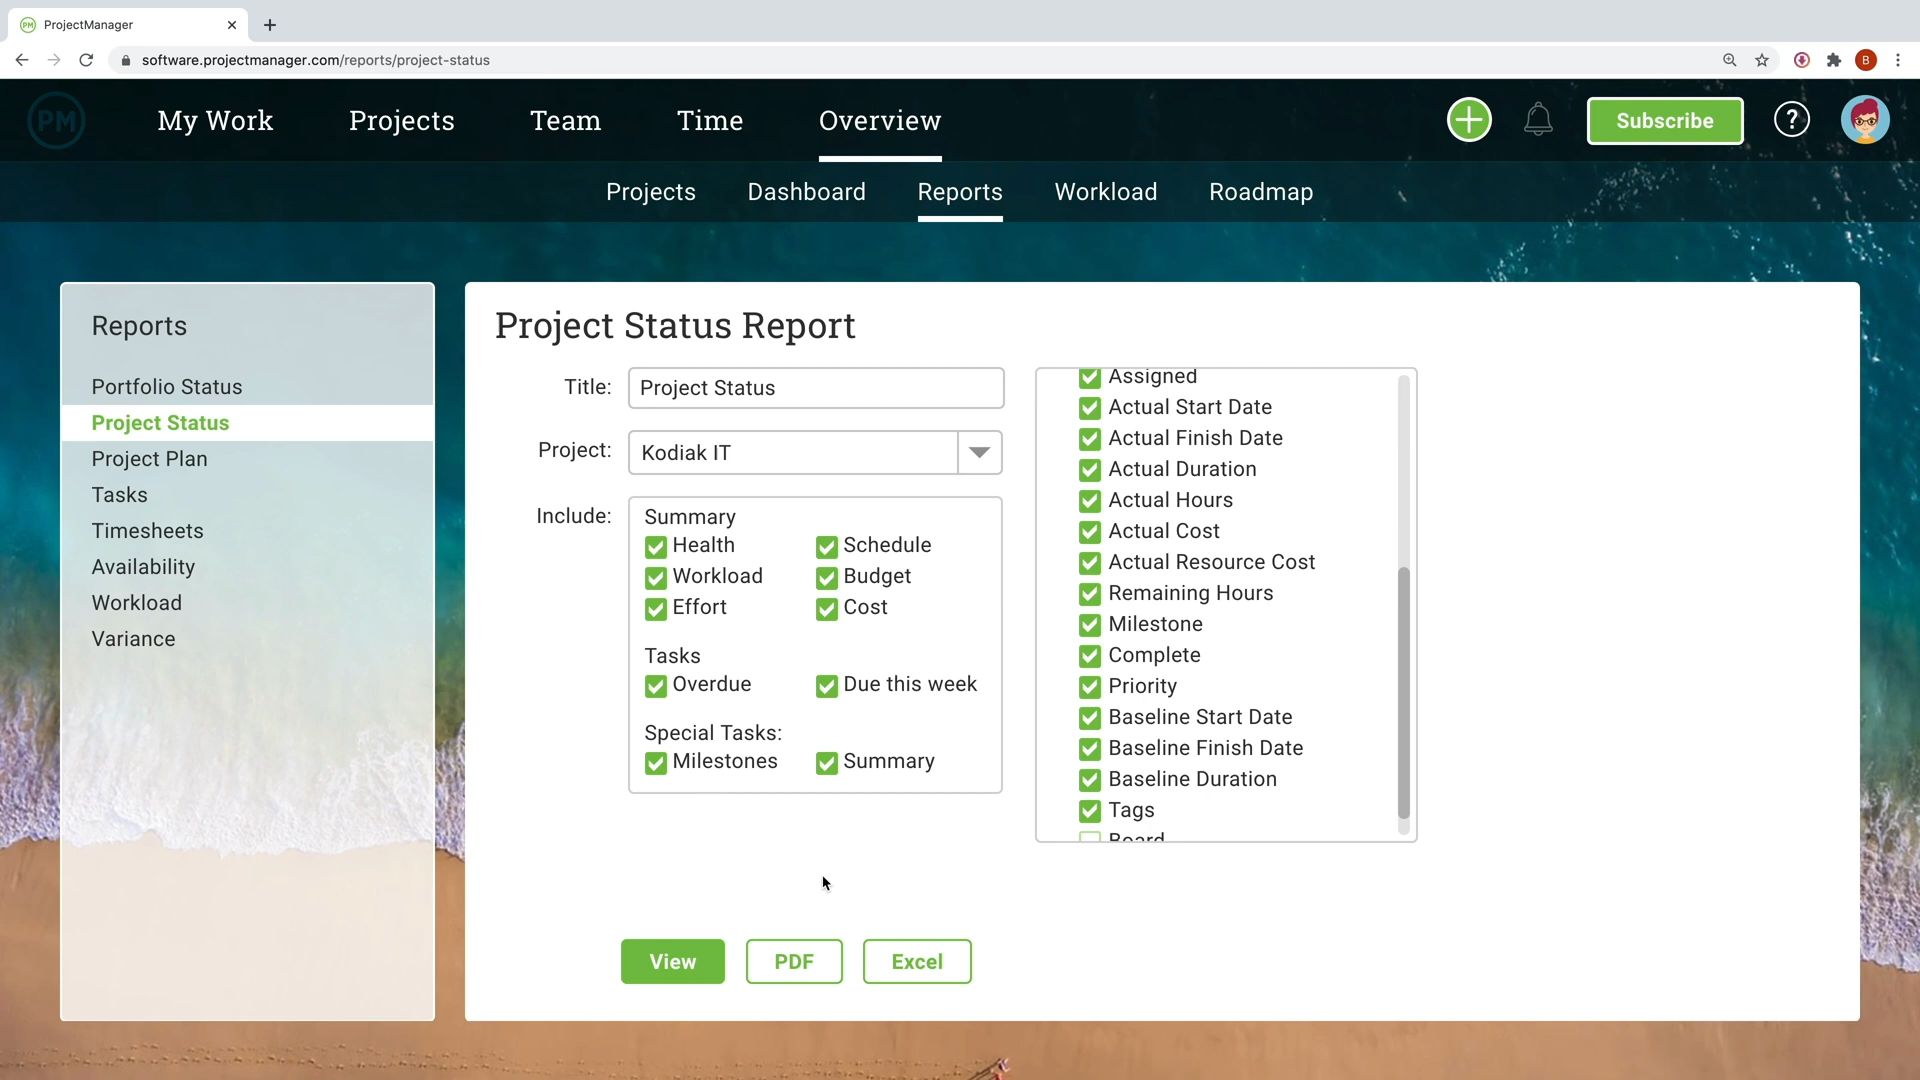 PM ProjectManager
software.projectmanager.com/reports/project-status
B
PM My Work Projects Team Time Overview Subscribe ?
Projects Dashboard Reports Workload Roadmap
Reports
Portfolio Status
Project Status
Project Plan
Tasks
Timesheets
Availability
Workload
Variance
Project Status Report
Title: Project Status
Project: Kodiak IT
Include:
Summary
Health Schedule
Workload Budget
Effort Cost
Tasks
Overdue Due this week
Special Tasks:
Milestones Summary
Assigned
Actual Start Date
Actual Finish Date
Actual Duration
Actual Hours
Actual Cost
Actual Resource Cost
Remaining Hours
Milestone
Complete
Priority
Baseline Start Date
Baseline Finish Date
Baseline Duration
Tags
Board
View PDF Excel